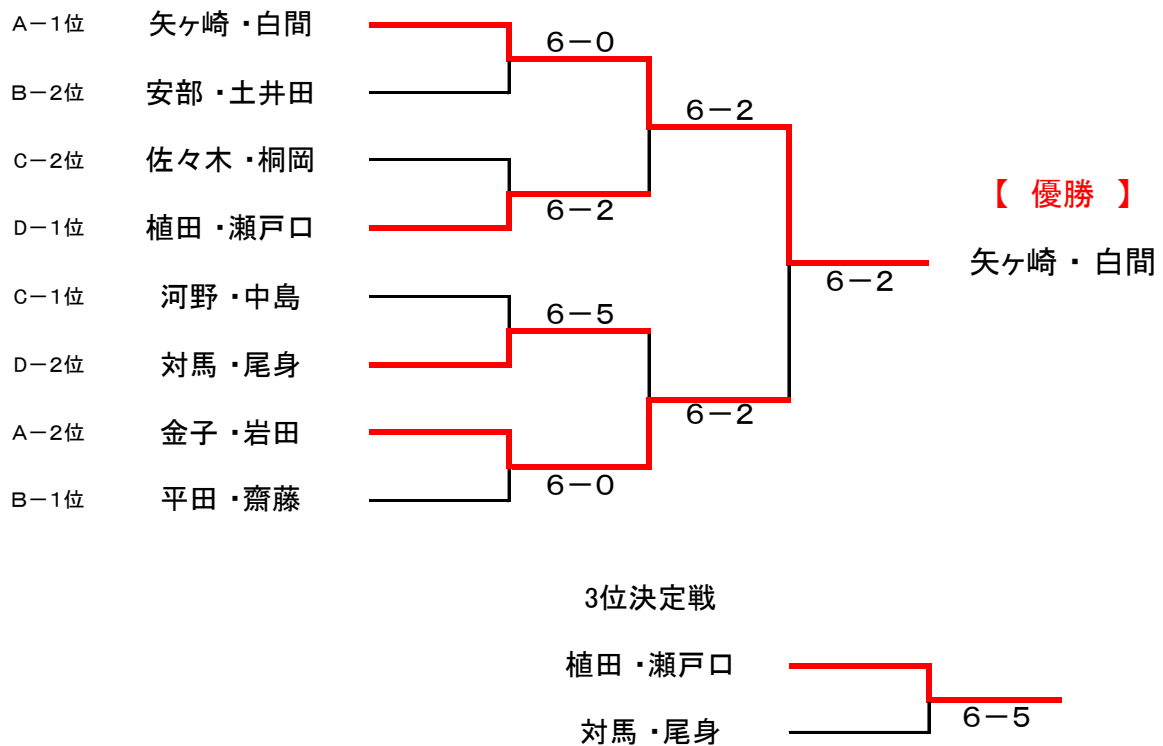 A－1位 矢ヶ崎・白間
6－0
B－2位 安部・土井田
6－2
C－2位 佐々木・桐岡
【 優勝 】
6－2
D－1位 植田・瀬戸口
矢ヶ崎・白間
6－2
C－1位 河野・中島
6－5
D－2位 対馬・尾身
6－2
A－2位 金子・岩田
6－0
B－1位 平田・齋藤
3位決定戦
植田・瀬戸口
6－5
対馬・尾身